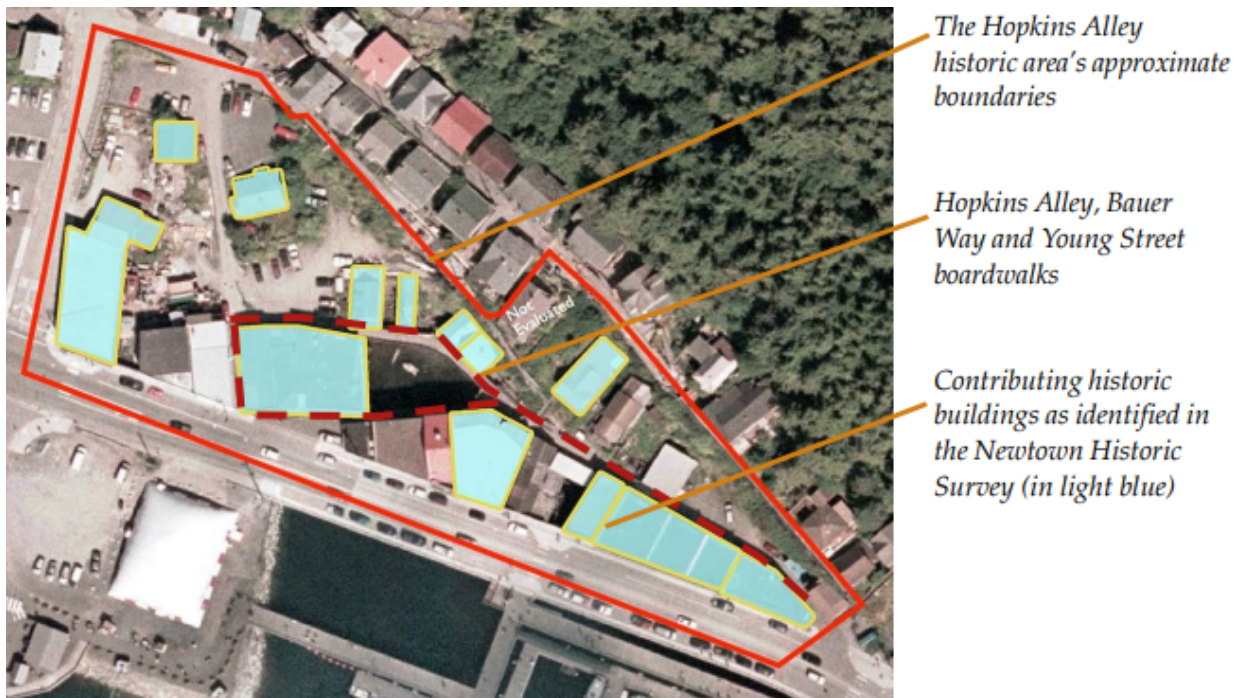 The Hopkins Alley
historic area's approximate
boundaries
Hopkins Alley, Bauer
Way and Young Street
boardwalks
Contributing historic
buildings as identified in
the Newtown Historic
Survey (in light blue)
Not
Evaluated